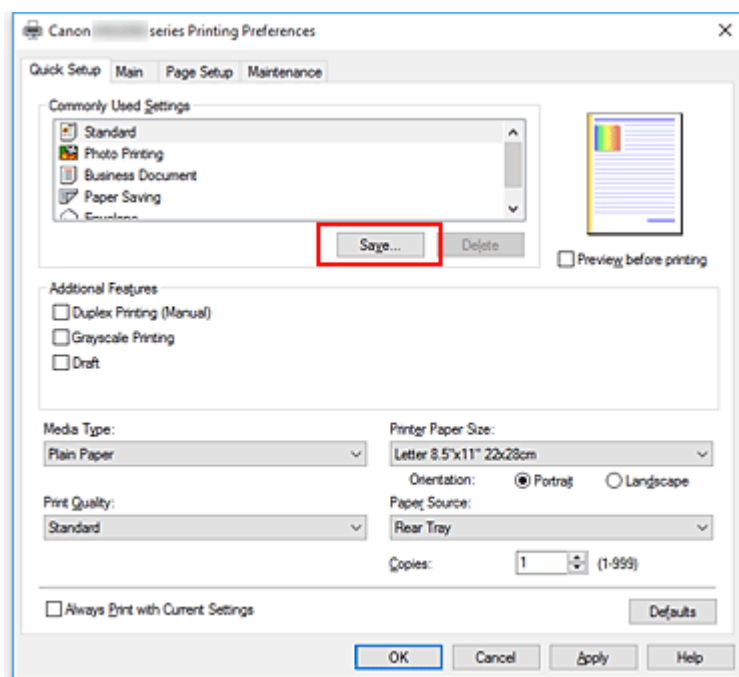 Canon series Printing Preferences
Quick Setup Main Page Setup Maintenance
Commonly Used Settings
Standard
Photo Printing
Business Document
Paper Saving
Envelope
Save... Delete
Preview before printing
Additional Features
Duplex Printing (Manual)
Grayscale Printing
Draft
Media Type: Printer Paper Size:
Plain Paper Letter 8.5"x11" 22x28cm
Orientation: Portrait Landscape
Print Quality: Paper Source:
Standard Rear Tray
Copies: 1 (1-999)
Always Print with Current Settings
Defaults
OK Cancel Apply Help